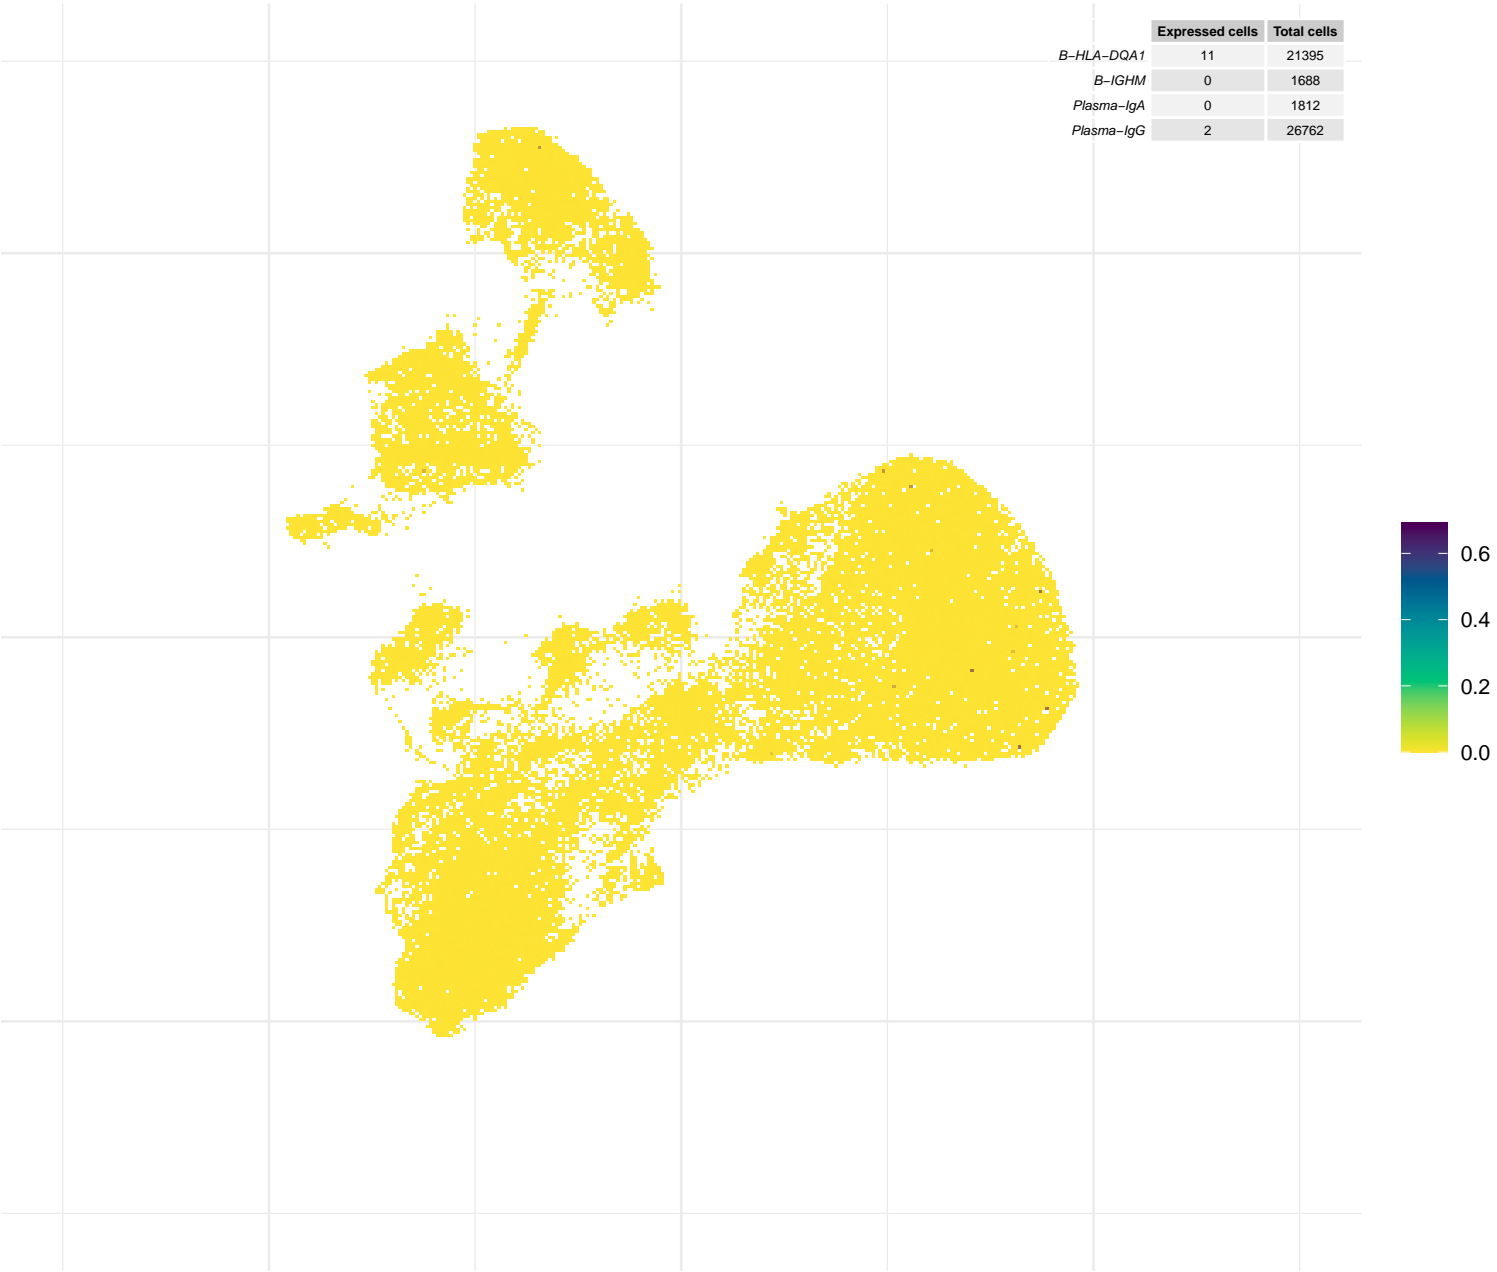 Expressed cells Total cells
B−HLA−DQA1 11 21395
B−IGHM 0 1688
Plasma−IgA 0 1812
Plasma−IgG 2 26762
0.6
0.4
0.2
0.0